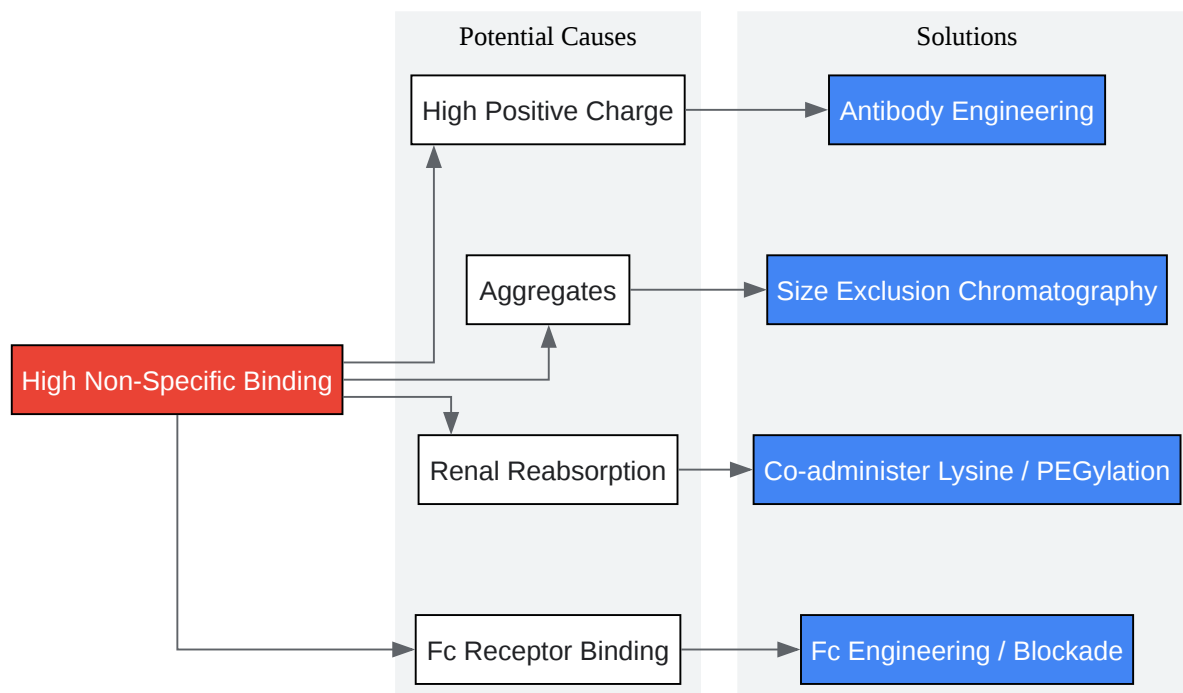 Potential Causes
Solutions
High Positive Charge
Antibody Engineering
Aggregates
Size Exclusion Chromatography
High Non-Specific Binding
Renal Reabsorption
Co-administer Lysine / PEGylation
Fc Receptor Binding
Fc Engineering / Blockade